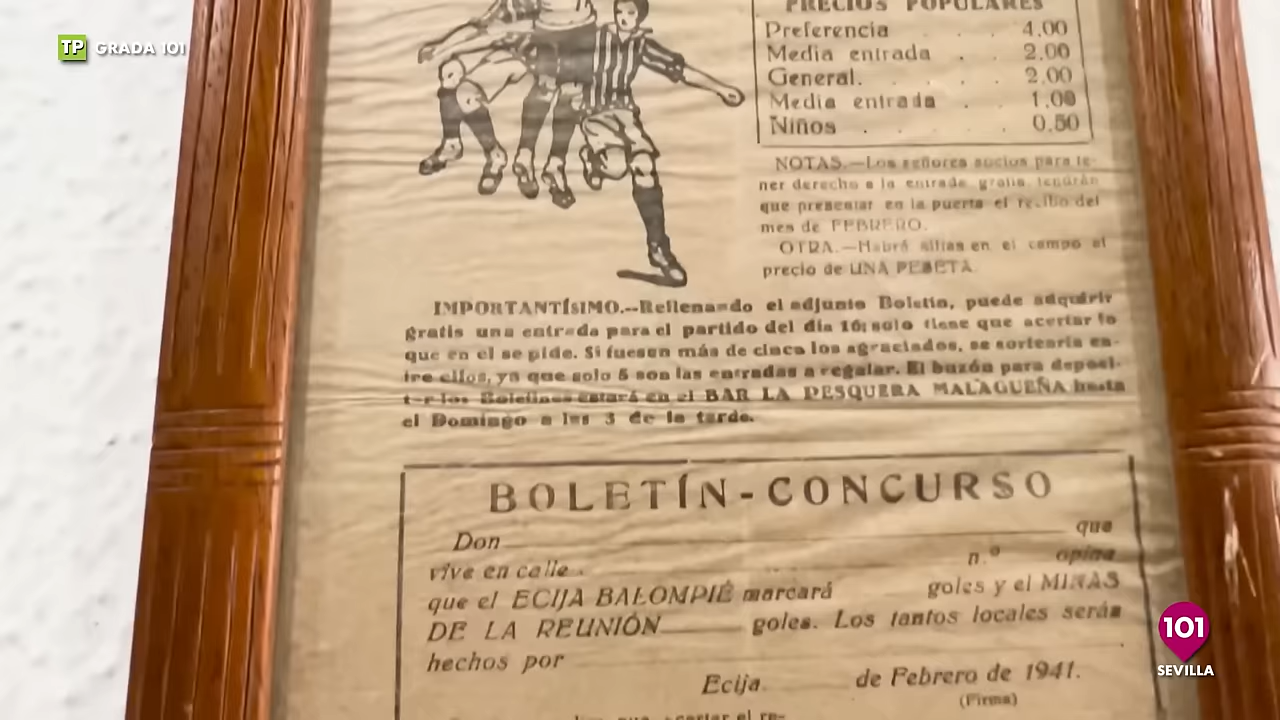 TP GRADA 101
PRECIOS POPULARES
Preferencia . . 4.00
Media entrada . . 2.00
General. . . . 2.00
Media entrada . . 1.00
Niños . . . . 0.50
NOTAS.—Los señores socios para te-
ner derecho a la entrada gratis tendrán
que presentar en la puerta el recibo del
mes de FEBRERO.
OTRA.—Habrá sillas en el campo al
precio de UNA PESETA
IMPORTANTÍSIMO.--Rellenando el adjunto Boletín, puede adquirir
gratis una entrada para el partido del día 16; solo tiene que acertar lo
que en el se pide. Si fuesen más de cinco los agraciados, se sortearía en-
tre ellos, ya que solo 5 son las entradas a regalar. El buzón para deposi-
tar los Boletines estará en el BAR LA PESQUERA MALAGUEÑA hasta
el Domingo a las 3 de la tarde.
BOLETÍN-CONCURSO
Don que
vive en calle n.º opina
que el ECIJA BALOMPIÉ marcará goles y el MINAS
DE LA REUNIÓN goles. Los tantos locales serán
hechos por
Ecija de Febrero de 1941.
(Firma)
que acertar el re-
101
SEVILLA